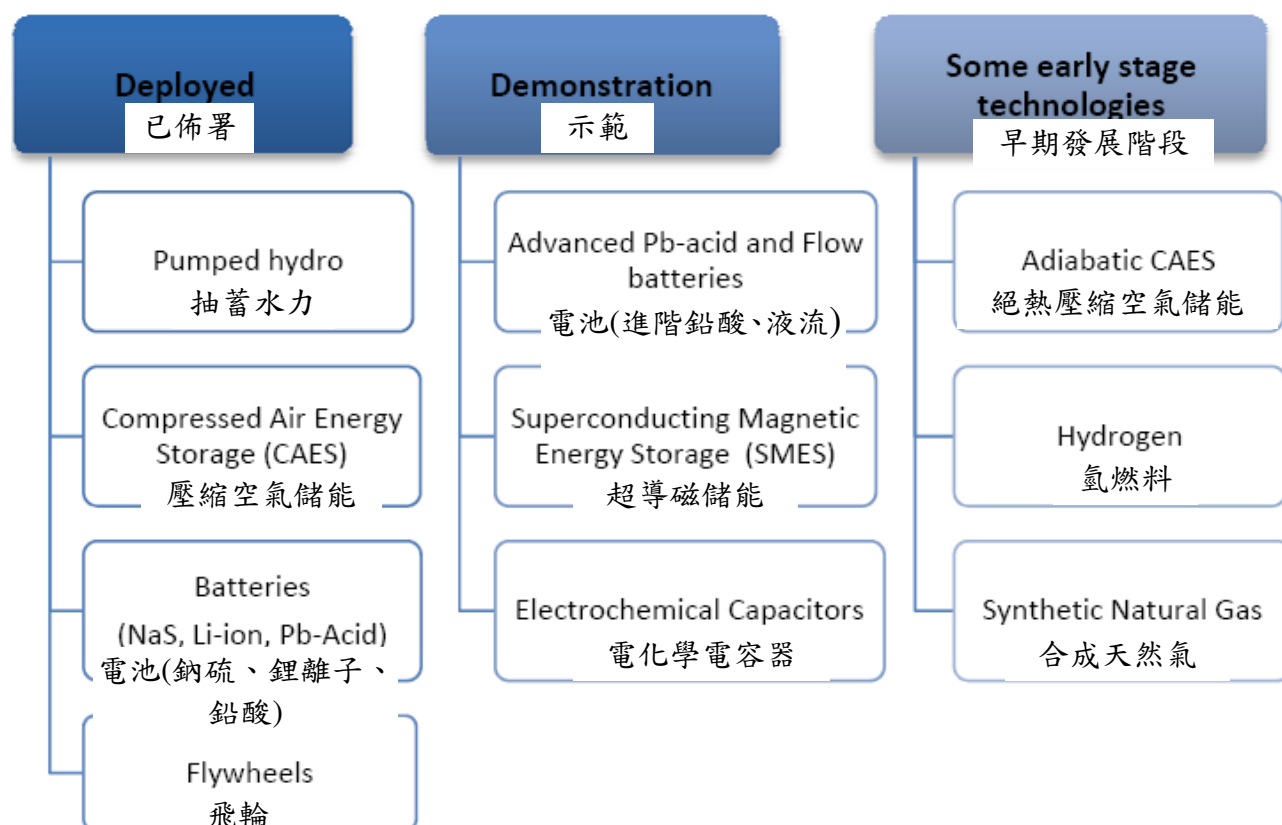 Deployed
已佈署
Pumped hydro
抽蓄水力
Compressed Air Energy
Storage (CAES)
壓縮空氣儲能
Batteries
(NaS, Li-ion, Pb-Acid)
電池(鈉硫、鋰離子、
鉛酸)
Flywheels
飛輪
Demonstration
示範
Advanced Pb-acid and Flow
batteries
電池(進階鉛酸、液流)
Superconducting Magnetic
Energy Storage (SMES)
超導磁儲能
Electrochemical Capacitors
電化學電容器
Some early stage
technologies
早期發展階段
Adiabatic CAES
絕熱壓縮空氣儲能
Hydrogen
氫燃料
Synthetic Natural Gas
合成天然氣